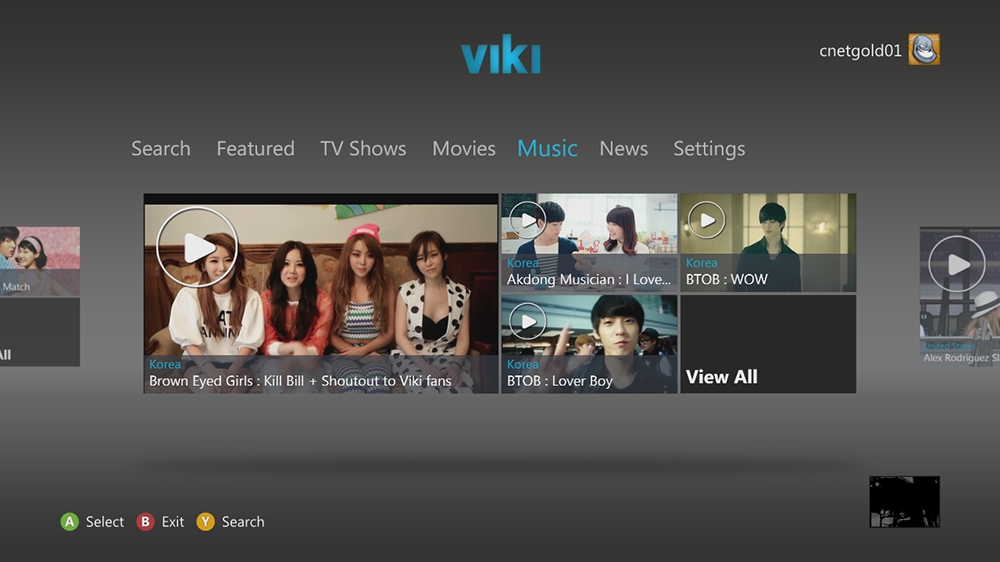 viki
cnetgold01
Search Featured TV Shows Movies Music News Settings
Match
Korea
Brown Eyed Girls : Kill Bill + Shoutout to Viki fans
Korea
Akdong Musician : I Love...
Korea
BTOB : WOW
Korea
BTOB : Lover Boy
View All
United States
Alex Rodriguez Sl
A Select B Exit Y Search